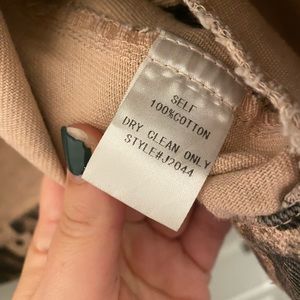 SELF
100%COTTON
DRY CLEAN ONLY
STYLE#J2044